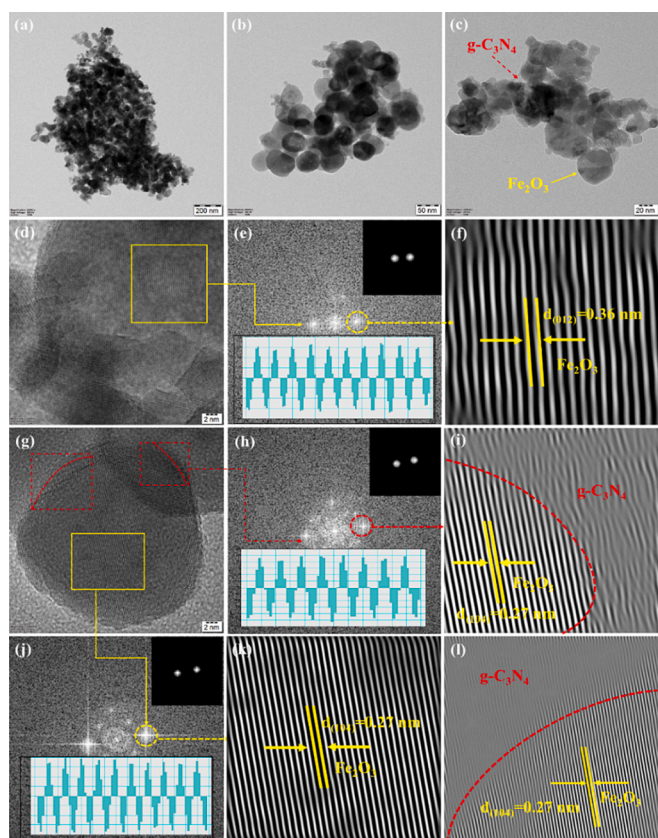 (a)
200 nm
(b)
50 nm
(c)
g-C₃N₄
Fe₂O₃
20 nm
(d)
2 nm
(e)
(f)
d₍₀₁₂₎=0.36 nm
Fe₂O₃
(g)
2 nm
(h)
(i)
g-C₃N₄
Fe₂O₃
d₍₁₀₄₎=0.27 nm
(j)
(k)
d₍₁₀₄₎=0.27 nm
Fe₂O₃
(l)
g-C₃N₄
Fe₂O₃
d₍₁₀₄₎=0.27 nm